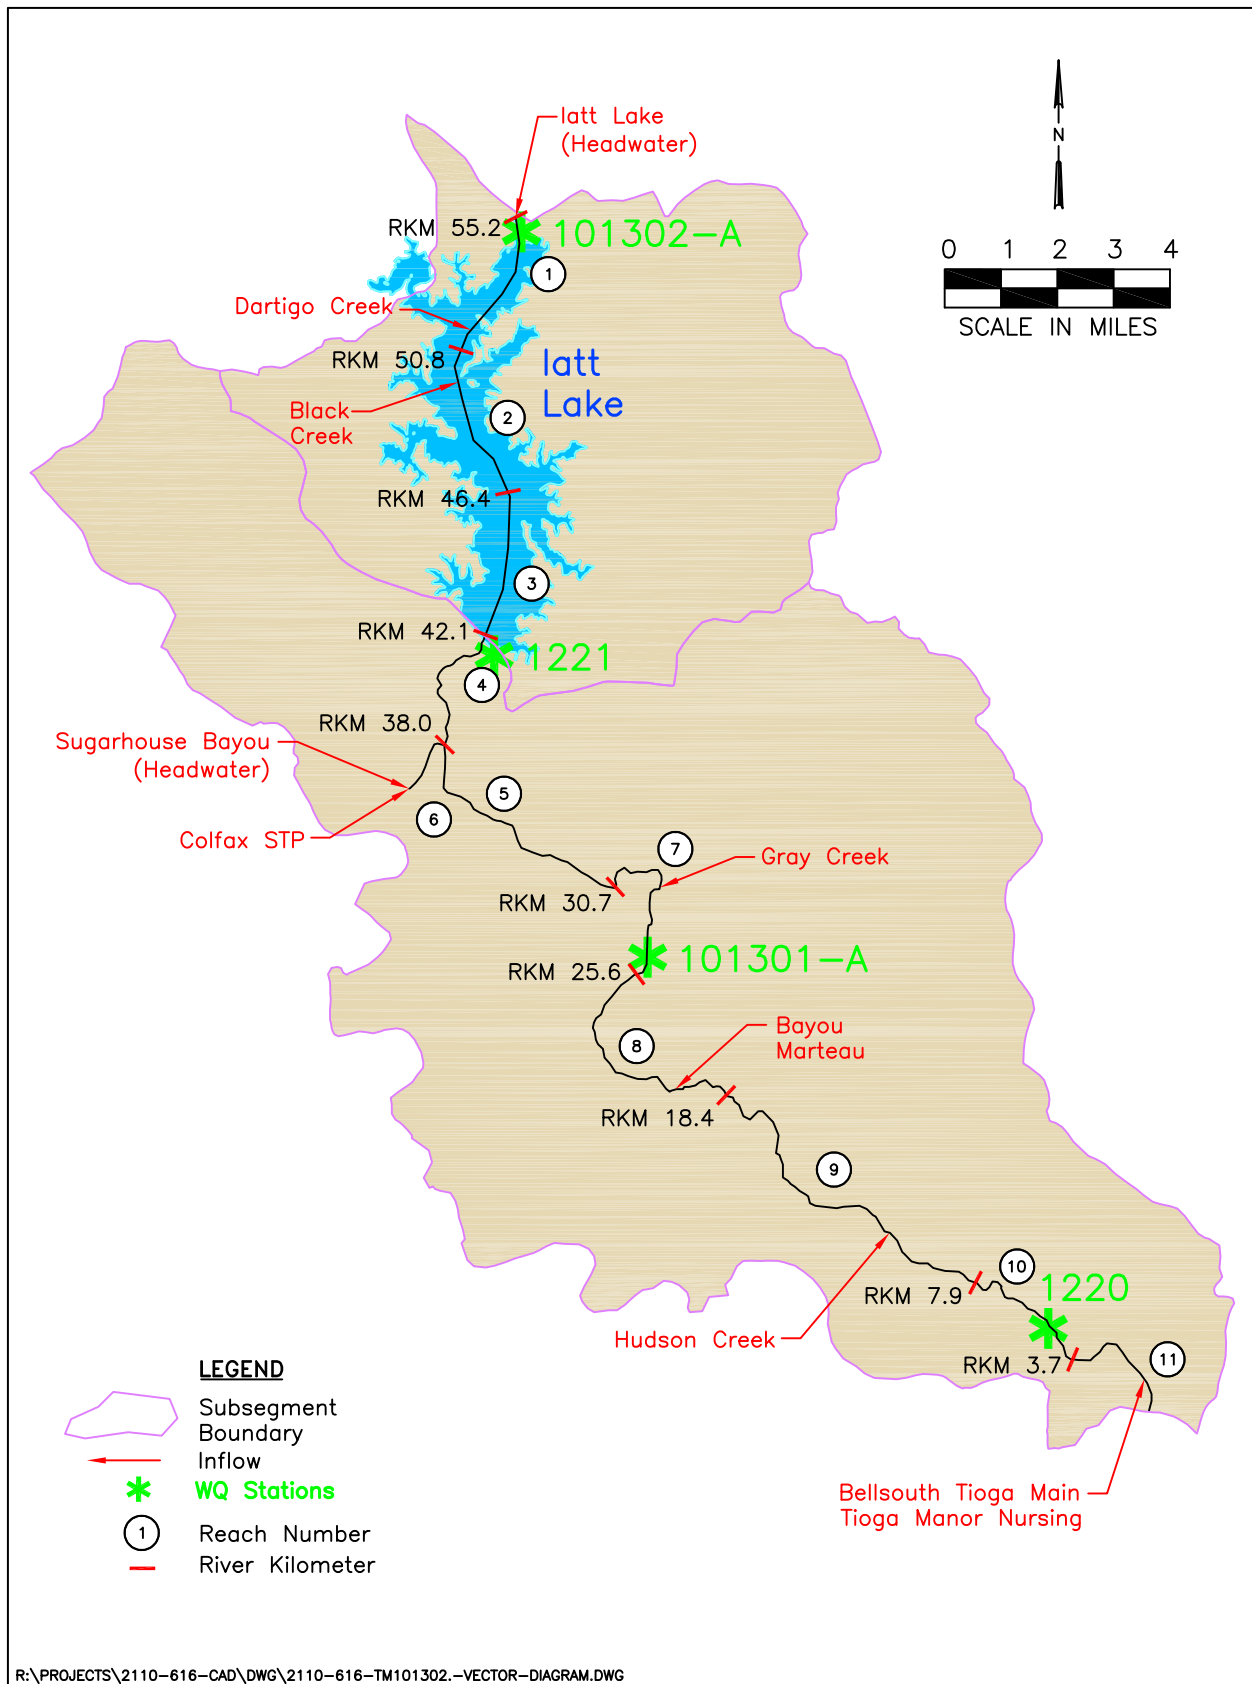 Iatt Lake
(Headwater)
N
RKM 55.2
101302-A
0 1 2 3 4
SCALE IN MILES
1
Dartigo Creek
RKM 50.8
Iatt
Lake
Black
Creek
2
RKM 46.4
3
RKM 42.1
1221
4
RKM 38.0
Sugarhouse Bayou
(Headwater)
5
6
Colfax STP
7
Gray Creek
RKM 30.7
101301-A
RKM 25.6
Bayou
Marteau
8
RKM 18.4
9
10
1220
RKM 7.9
Hudson Creek
RKM 3.7
11
LEGEND
Subsegment
Boundary
Inflow
WQ Stations
1
Reach Number
River Kilometer
Bellsouth Tioga Main
Tioga Manor Nursing
R:\PROJECTS\2110-616-CAD\DWG\2110-616-TM101302.-VECTOR-DIAGRAM.DWG